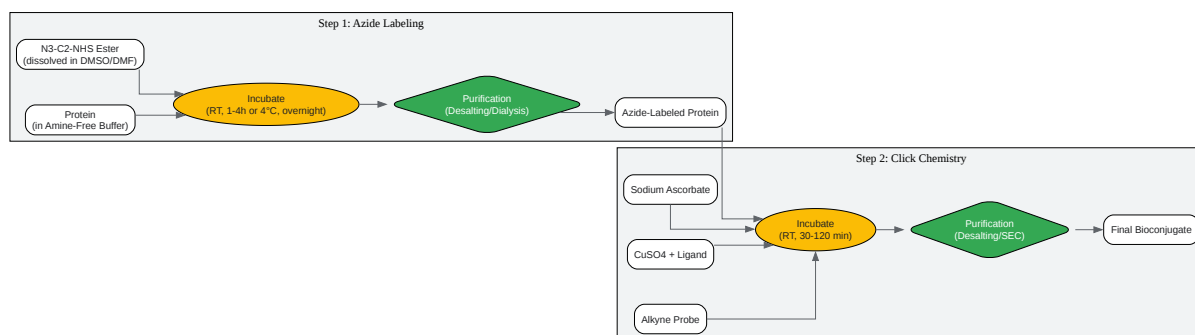 Step 1: Azide Labeling
N3-C2-NHS Ester
(dissolved in DMSO/DMF)
Protein
(in Amine-Free Buffer)
Incubate
(RT, 1-4h or 4°C, overnight)
Purification
(Desalting/Dialysis)
Azide-Labeled Protein
Step 2: Click Chemistry
Sodium Ascorbate
CuSO4 + Ligand
Alkyne Probe
Incubate
(RT, 30-120 min)
Purification
(Desalting/SEC)
Final Bioconjugate